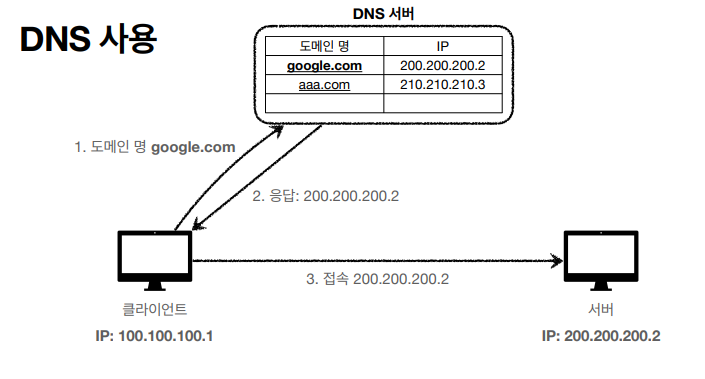 DNS 사용
DNS 서버
도메인 명 IP
google.com 200.200.200.2
aaa.com 210.210.210.3
1. 도메인 명 google.com
2. 응답: 200.200.200.2
3. 접속 200.200.200.2
클라이언트
IP: 100.100.100.1
서버
IP: 200.200.200.2